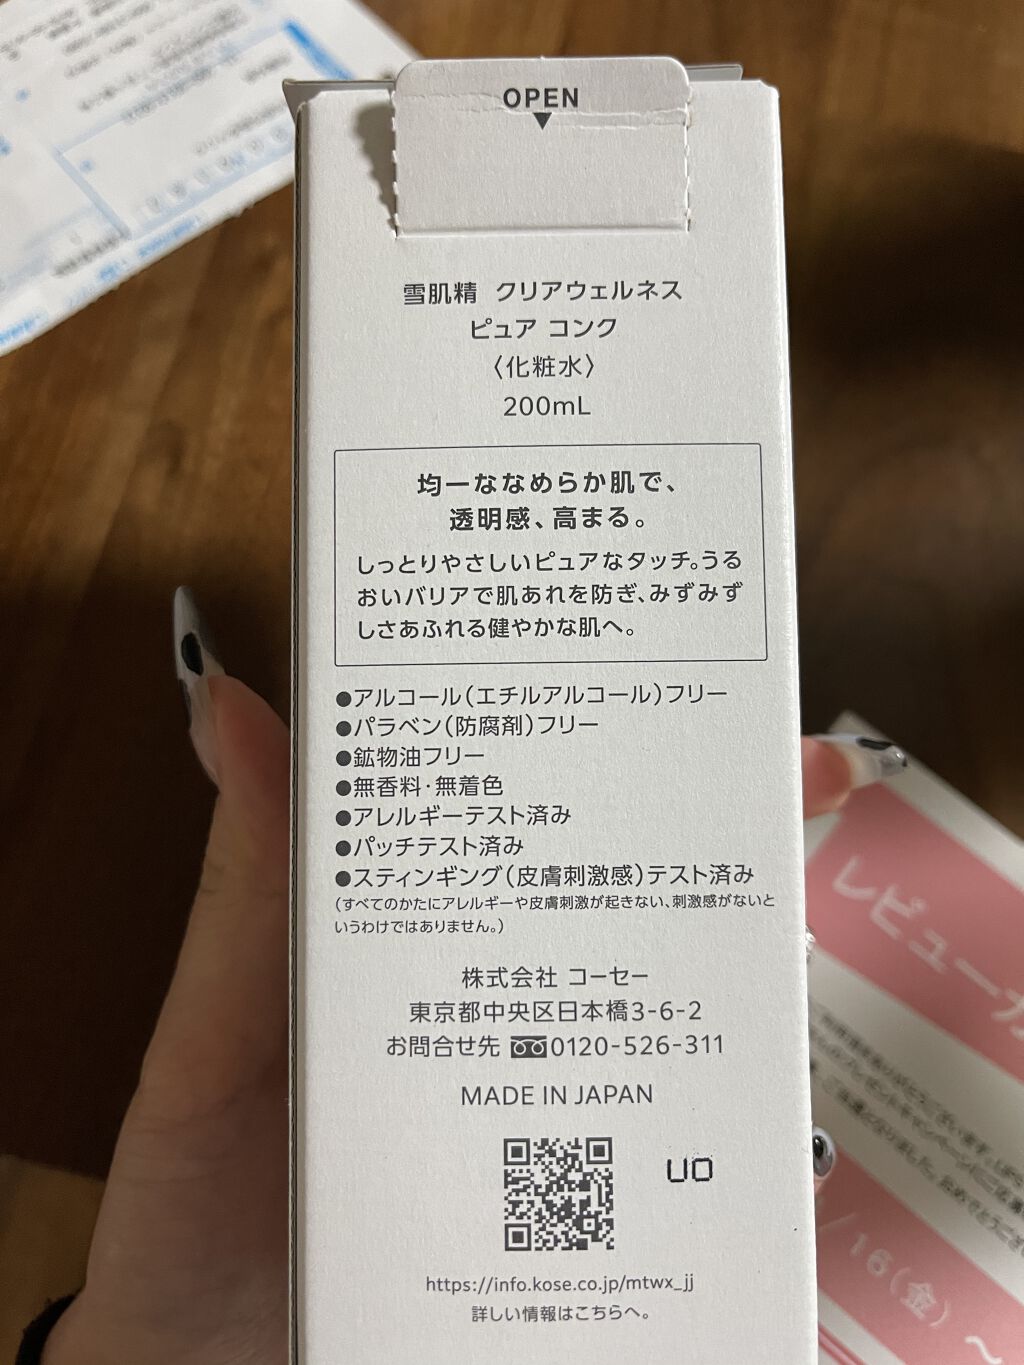 OPEN
雪肌精 クリアウェルネス
ピュア コンク
〈化粧水〉
200mL
均一ななめらか肌で、
透明感、高まる。
しっとりやさしいピュアなタッチ。うる
おいバリアで肌あれを防ぎ、みずみず
しさあふれる健やかな肌へ。
●アルコール(エチルアルコール)フリー
●パラベン(防腐剤)フリー
●鉱物油フリー
●無香料・無着色
●アレルギーテスト済み
●パッチテスト済み
●スティンギング(皮膚刺激感)テスト済み
(すべてのかたにアレルギーや皮膚刺激が起きない、刺激感がないと
いうわけではありません。)
株式会社 コーセー
東京都中央区日本橋3-6-2
お問合せ先 0120-526-311
MADE IN JAPAN
UO
https://info.kose.co.jp/mtwx_jj
詳しい情報はこちらへ。
レビュー
16(金)～